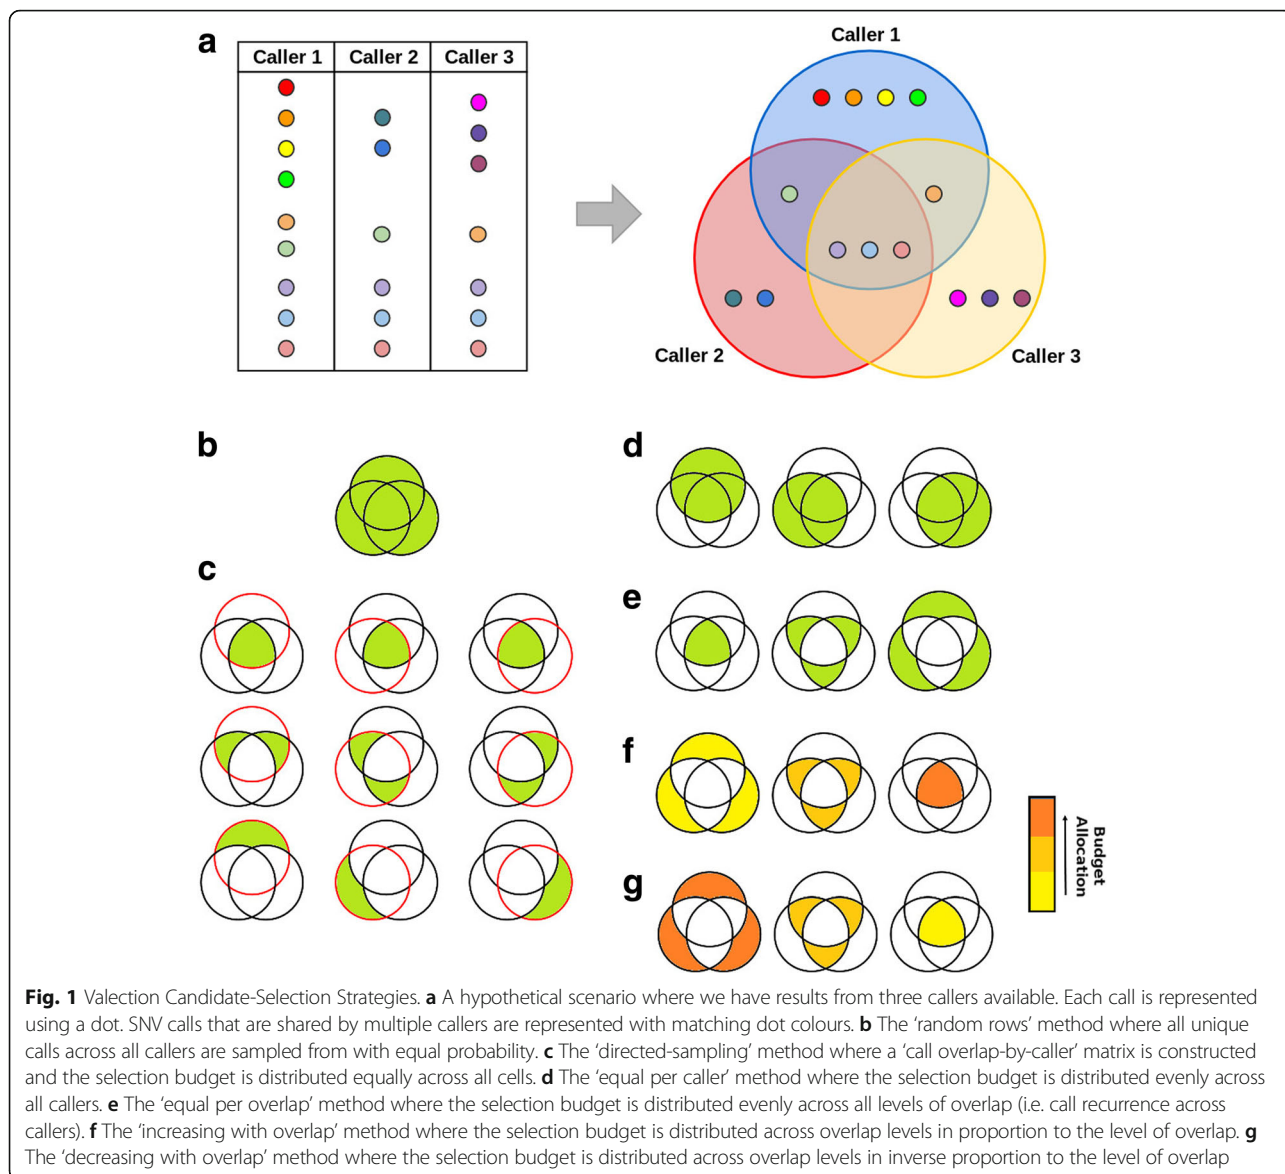 a
Caller 1 Caller 2 Caller 3
Caller 1
Caller 2
Caller 3
b
c
d
e
f
g
Budget
Allocation
Fig. 1 Valection Candidate-Selection Strategies. a A hypothetical scenario where we have results from three callers available. Each call is represented
using a dot. SNV calls that are shared by multiple callers are represented with matching dot colours. b The ‘random rows’ method where all unique
calls across all callers are sampled from with equal probability. c The ‘directed-sampling’ method where a ‘call overlap-by-caller’ matrix is constructed
and the selection budget is distributed equally across all cells. d The ‘equal per caller’ method where the selection budget is distributed evenly across
all callers. e The ‘equal per overlap’ method where the selection budget is distributed evenly across all levels of overlap (i.e. call recurrence across
callers). f The ‘increasing with overlap’ method where the selection budget is distributed across overlap levels in proportion to the level of overlap. g
The ‘decreasing with overlap’ method where the selection budget is distributed across overlap levels in inverse proportion to the level of overlap